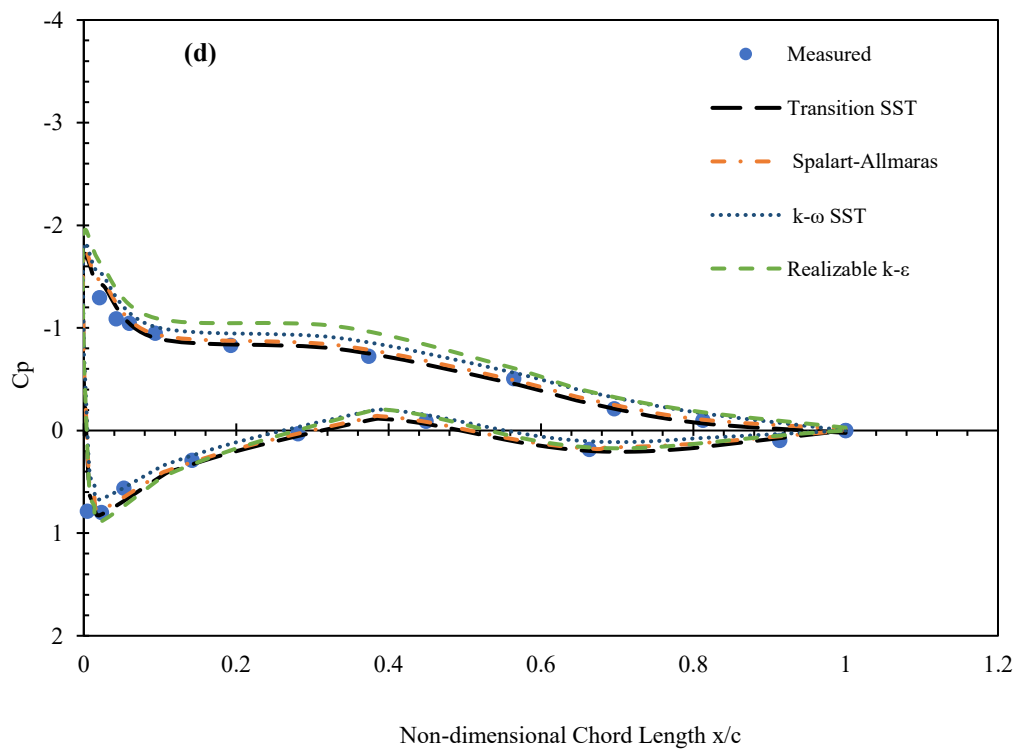 -4
(d)
Measured
-3
Transition SST
Spalart-Allmaras
-2
k-ω SST
Realizable k-ε
-1
Cp
0
1
2
0 0.2 0.4 0.6 0.8 1 1.2
Non-dimensional Chord Length x/c